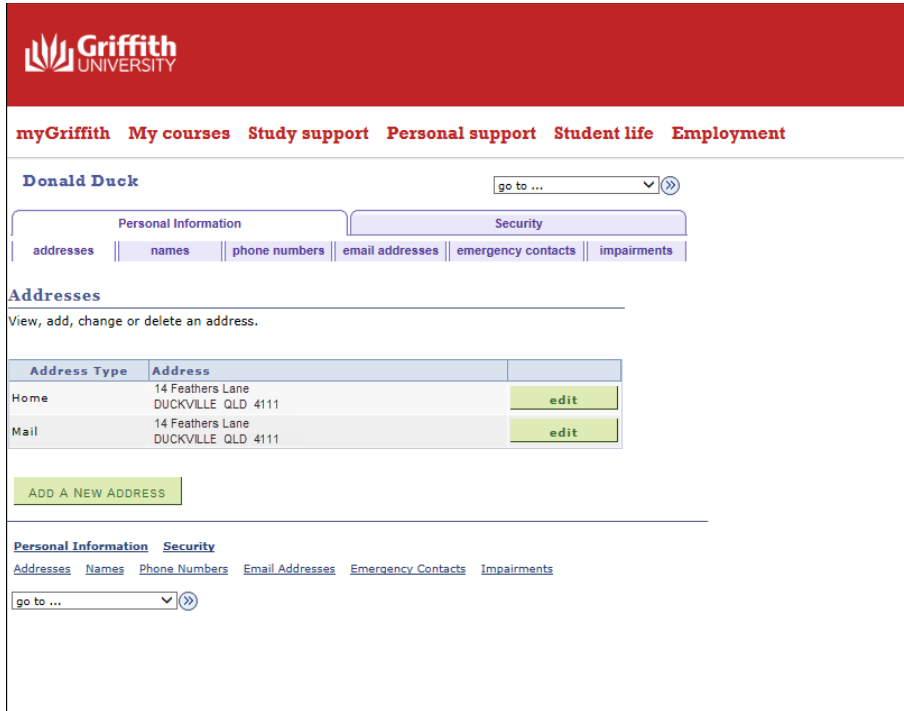 Griffith
UNIVERSITY
myGriffith My courses Study support Personal support Student life Employment
Donald Duck go to ...
Personal Information Security
addresses names phone numbers email addresses emergency contacts impairments
Addresses
View, add, change or delete an address.
Address Type Address
Home 14 Feathers Lane
DUCKVILLE QLD 4111 edit
Mail 14 Feathers Lane
DUCKVILLE QLD 4111 edit
ADD A NEW ADDRESS
Personal Information Security
Addresses Names Phone Numbers Email Addresses Emergency Contacts Impairments
go to ...